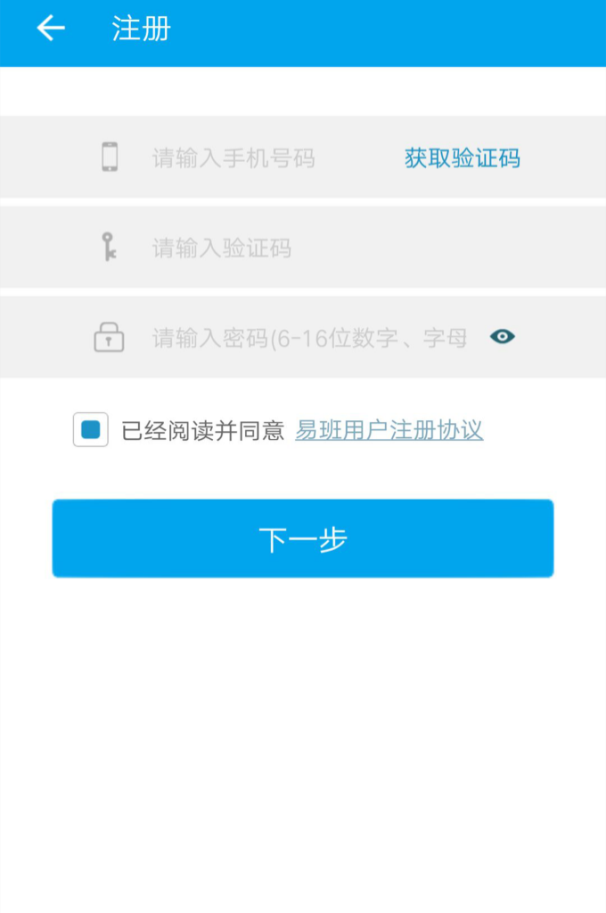 注册
请输入手机号码 获取验证码
请输入验证码
请输入密码(6-16位数字、字母
已经阅读并同意 易班用户注册协议
下一步